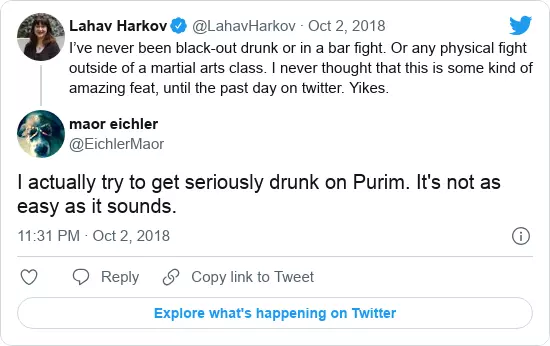 Lahav Harkov @LahavHarkov · Oct 2, 2018
I’ve never been black-out drunk or in a bar fight. Or any physical fight
outside of a martial arts class. I never thought that this is some kind of
amazing feat, until the past day on twitter. Yikes.
maor eichler
@EichlerMaor
I actually try to get seriously drunk on Purim. It's not as
easy as it sounds.
11:31 PM · Oct 2, 2018
Reply Copy link to Tweet
Explore what's happening on Twitter